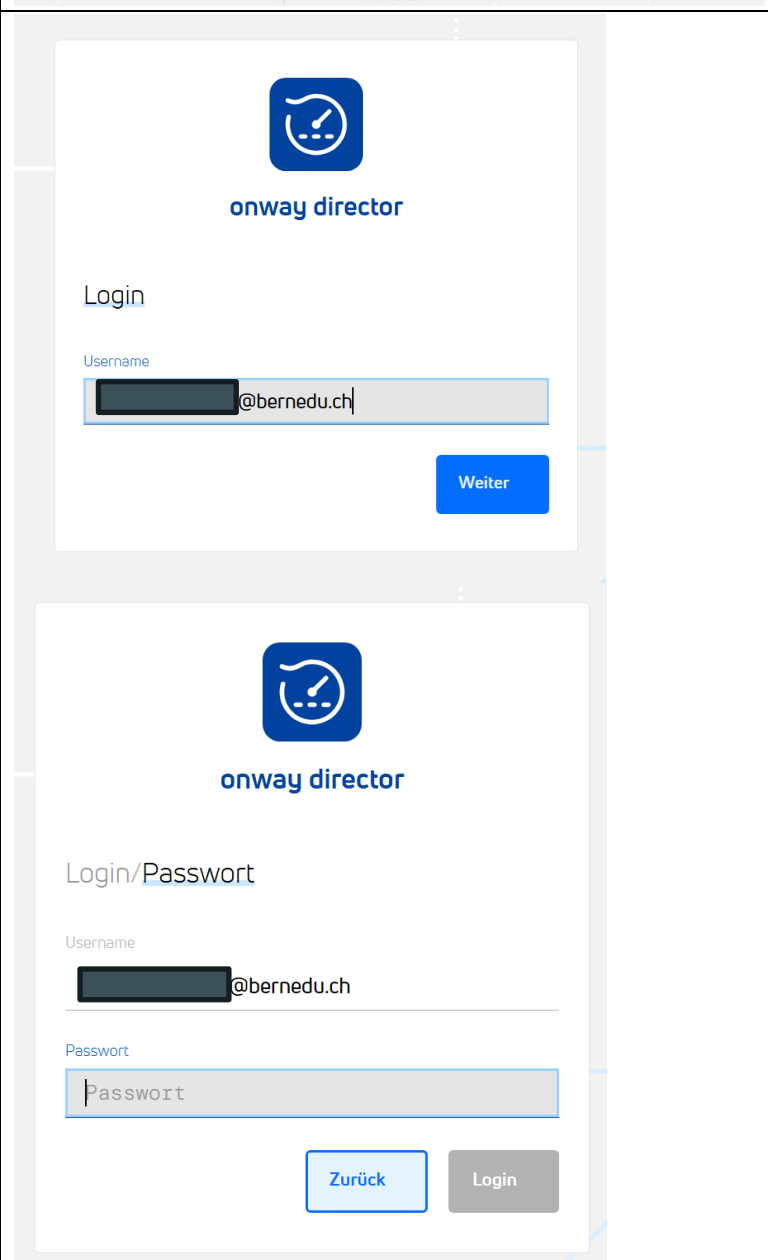 onway director
Login
Username
@bernedu.ch
Weiter
onway director
Login/Passwort
Username
@bernedu.ch
Passwort
Passwort
Zurück Login